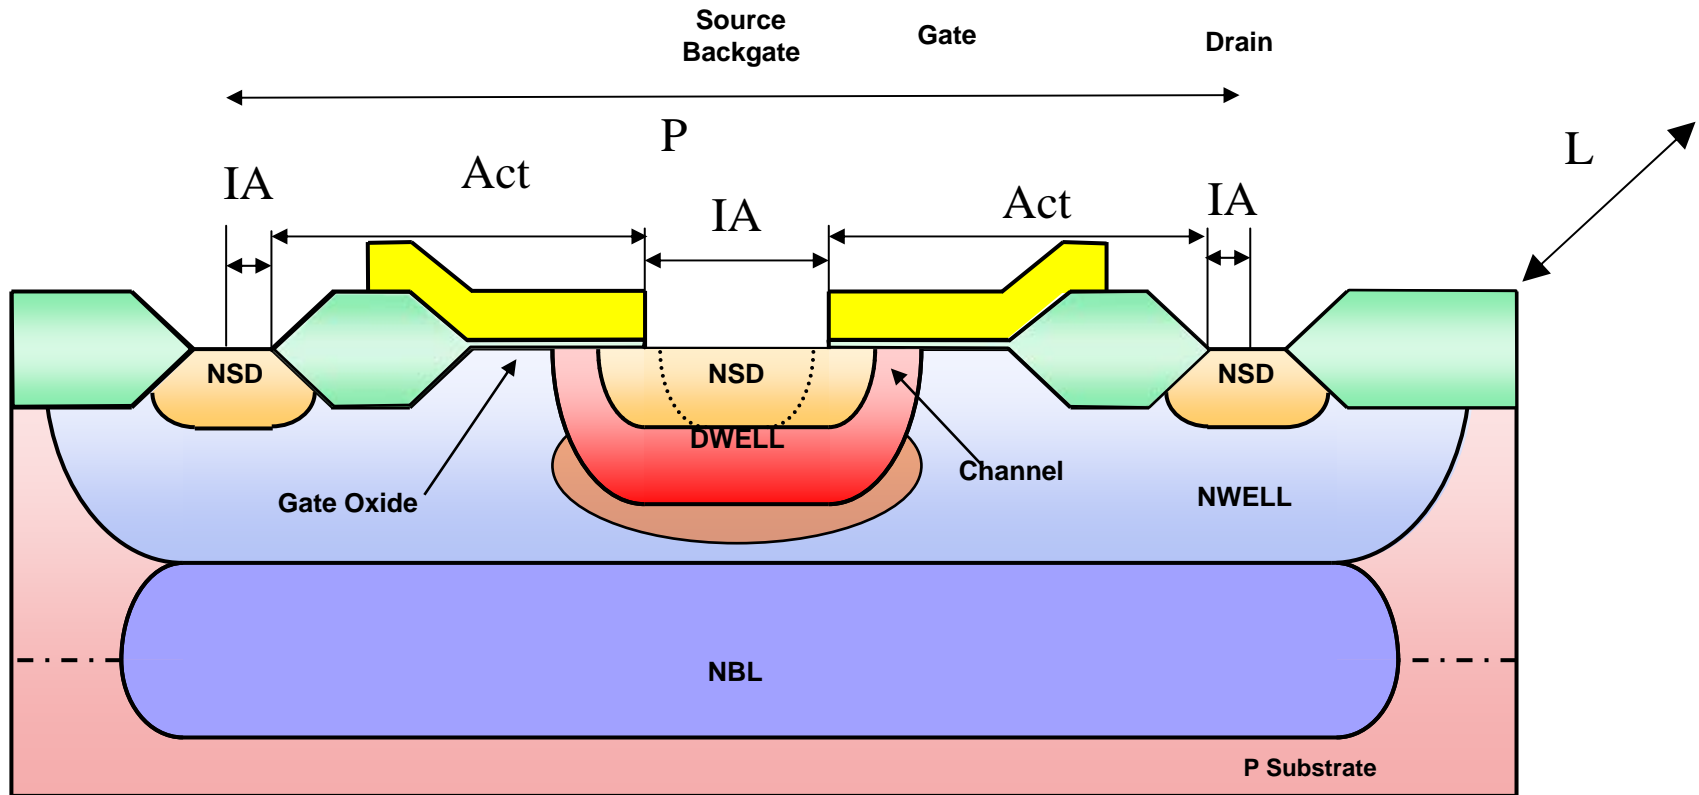 Source
Backgate
Gate
Drain
P
L
IA
Act
IA
Act
IA
NSD
NSD
NSD
DWELL
Channel
Gate Oxide
NWELL
NBL
P Substrate